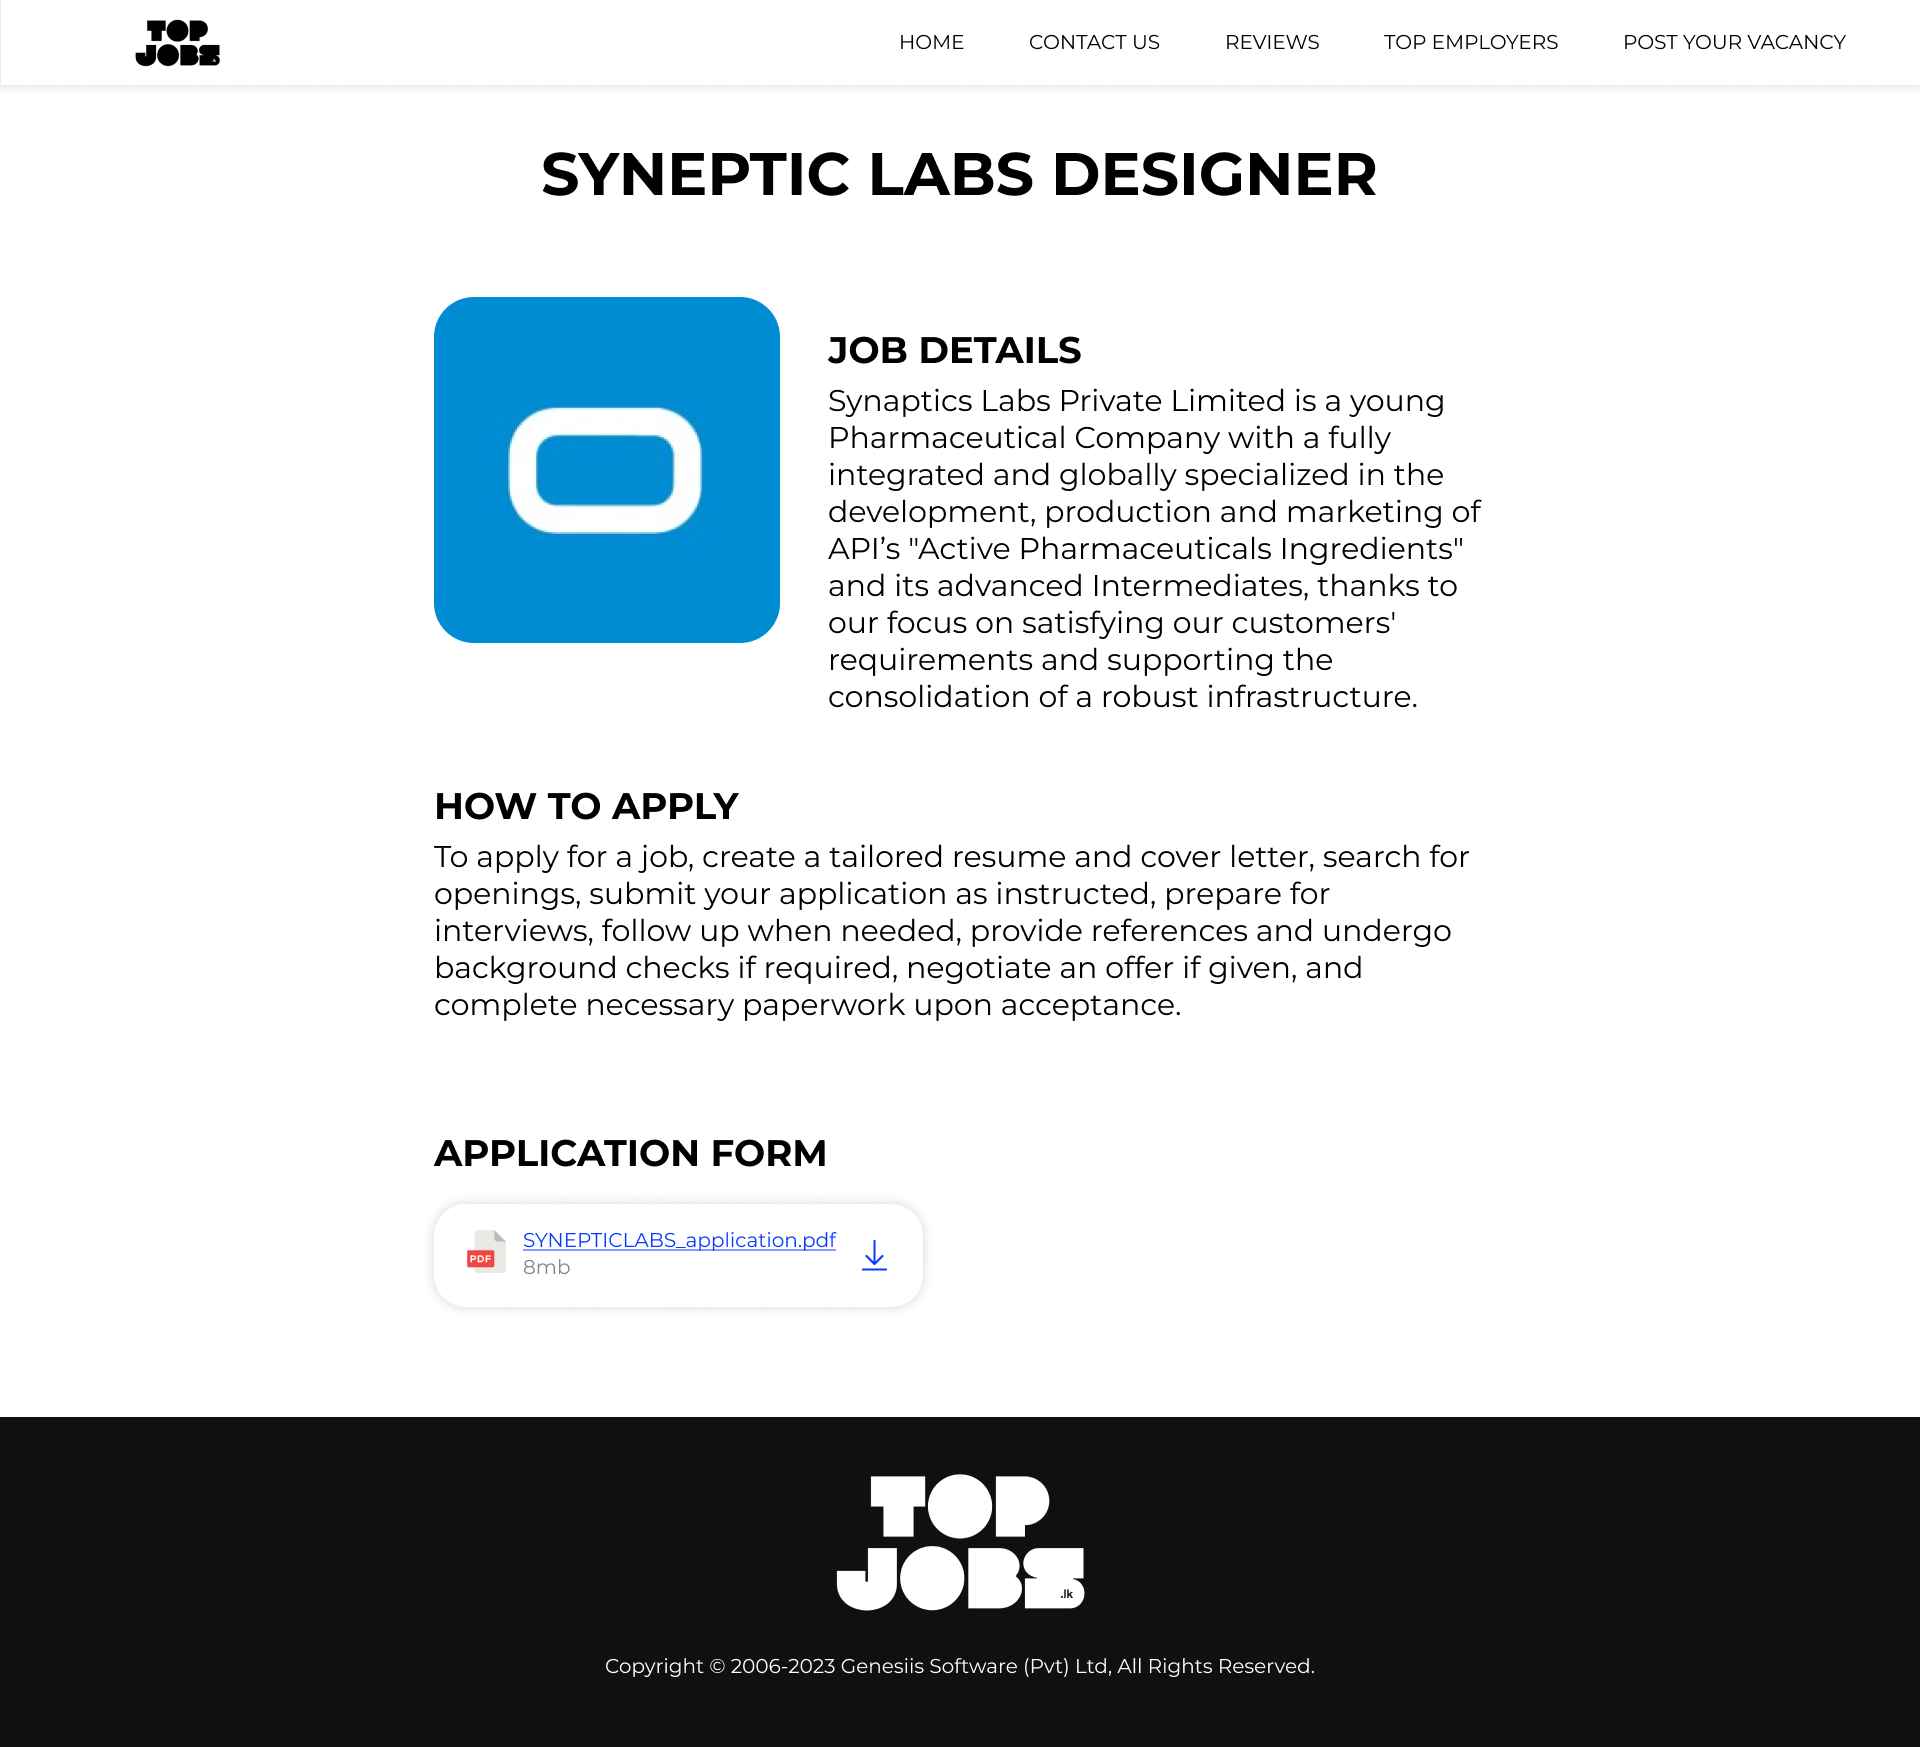 TOP
JOBS
.lk
HOME
CONTACT US
REVIEWS
TOP EMPLOYERS
POST YOUR VACANCY
SYNEPTIC LABS DESIGNER
JOB DETAILS
Synaptics Labs Private Limited is a young
Pharmaceutical Company with a fully
integrated and globally specialized in the
development, production and marketing of
API’s "Active Pharmaceuticals Ingredients"
and its advanced Intermediates, thanks to
our focus on satisfying our customers'
requirements and supporting the
consolidation of a robust infrastructure.
HOW TO APPLY
To apply for a job, create a tailored resume and cover letter, search for
openings, submit your application as instructed, prepare for
interviews, follow up when needed, provide references and undergo
background checks if required, negotiate an offer if given, and
complete necessary paperwork upon acceptance.
APPLICATION FORM
PDF
SYNEPTICLABS_application.pdf
8mb
TOP
JOBS
.lk
Copyright © 2006-2023 Genesiis Software (Pvt) Ltd, All Rights Reserved.